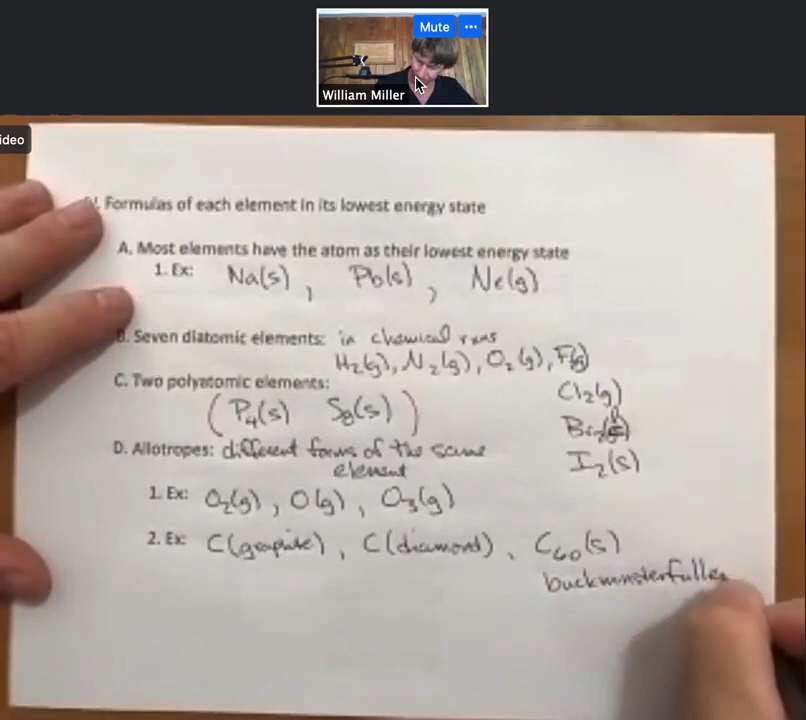 Mute ...
William Miller
ideo
Formulas of each element in its lowest energy state
A. Most elements have the atom as their lowest energy state
1. Ex: Na(s), Pb(s), Ne(g)
B. Seven diatomic elements: in chemical rxns
H₂(g), N₂(g), O₂(g), F₂(g)
C. Two polyatomic elements:
Cl₂(g)
(P₄(s) S₈(s))
Br₂(l)
D. Allotropes: different forms of the same
element
I₂(s)
1. Ex: O₂(g), O(g), O₃(g)
2. Ex: C(graphite), C(diamond), C₆₀(s)
buckminsterfuller